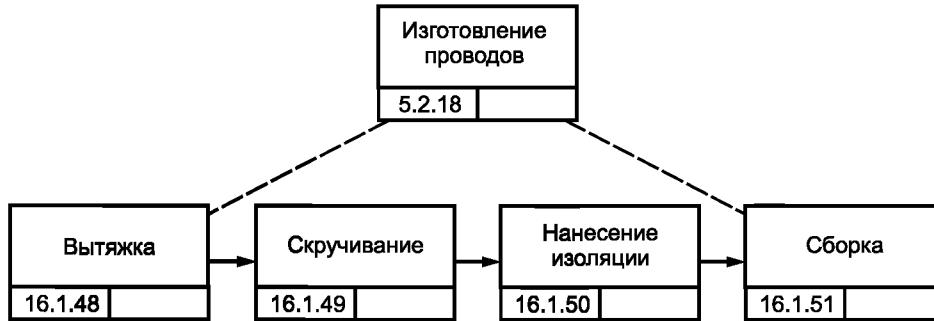 Изготовление
проводов
5.2.18
Вытяжка
16.1.48
Скручивание
16.1.49
Нанесение
изоляции
16.1.50
Сборка
16.1.51